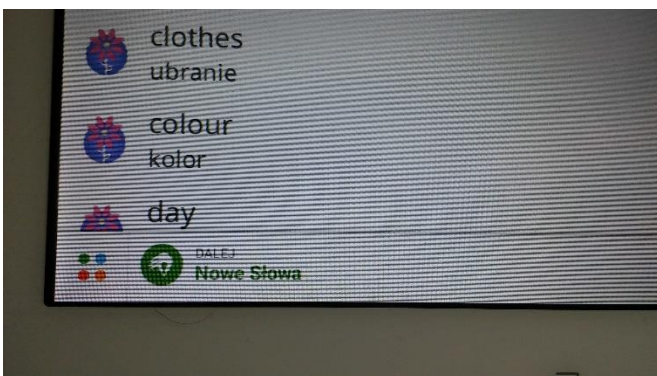 clothes
ubranie
colour
kolor
day
DALEJ
Nowe Słowa